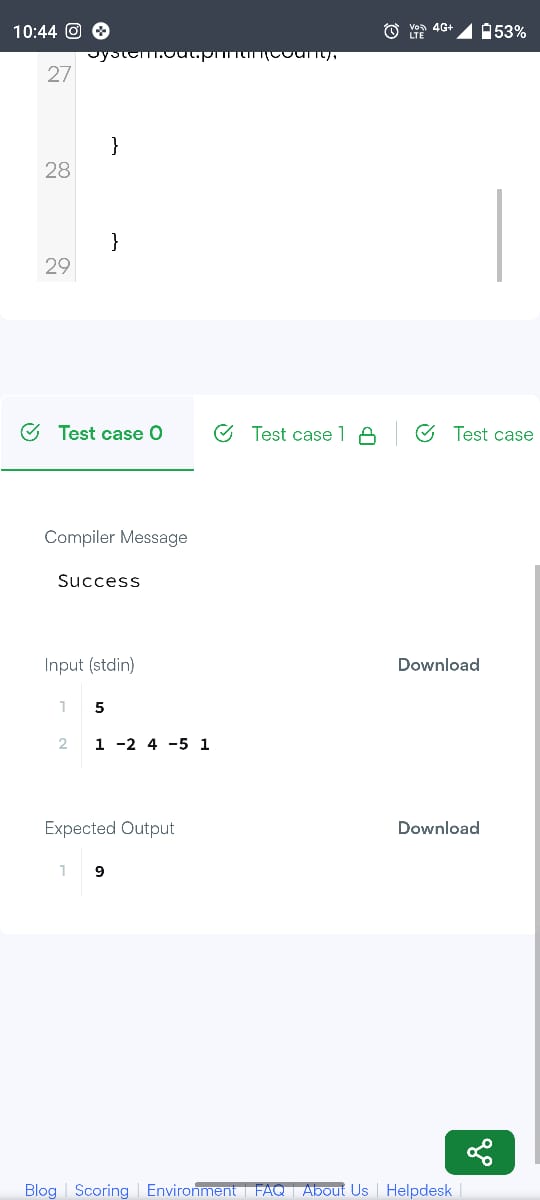 10:44 Vo)) LTE 4G+ 53%
System.out.println(count);
27
}
28
}
29
Test case 0 Test case 1 Test case
Compiler Message
Success
Input (stdin) Download
1 5
2 1 -2 4 -5 1
Expected Output Download
1 9
Blog | Scoring | Environment | FAQ | About Us | Helpdesk |